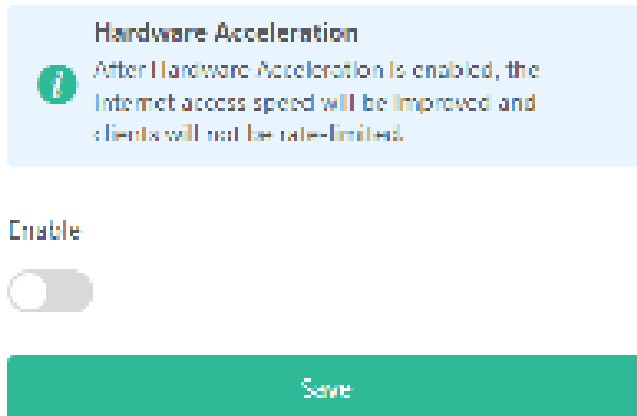 Hardware Acceleration
After Hardware Acceleration is enabled, the
Internet access speed will be improved and
clients will not be rate-limited.
Enable
Save